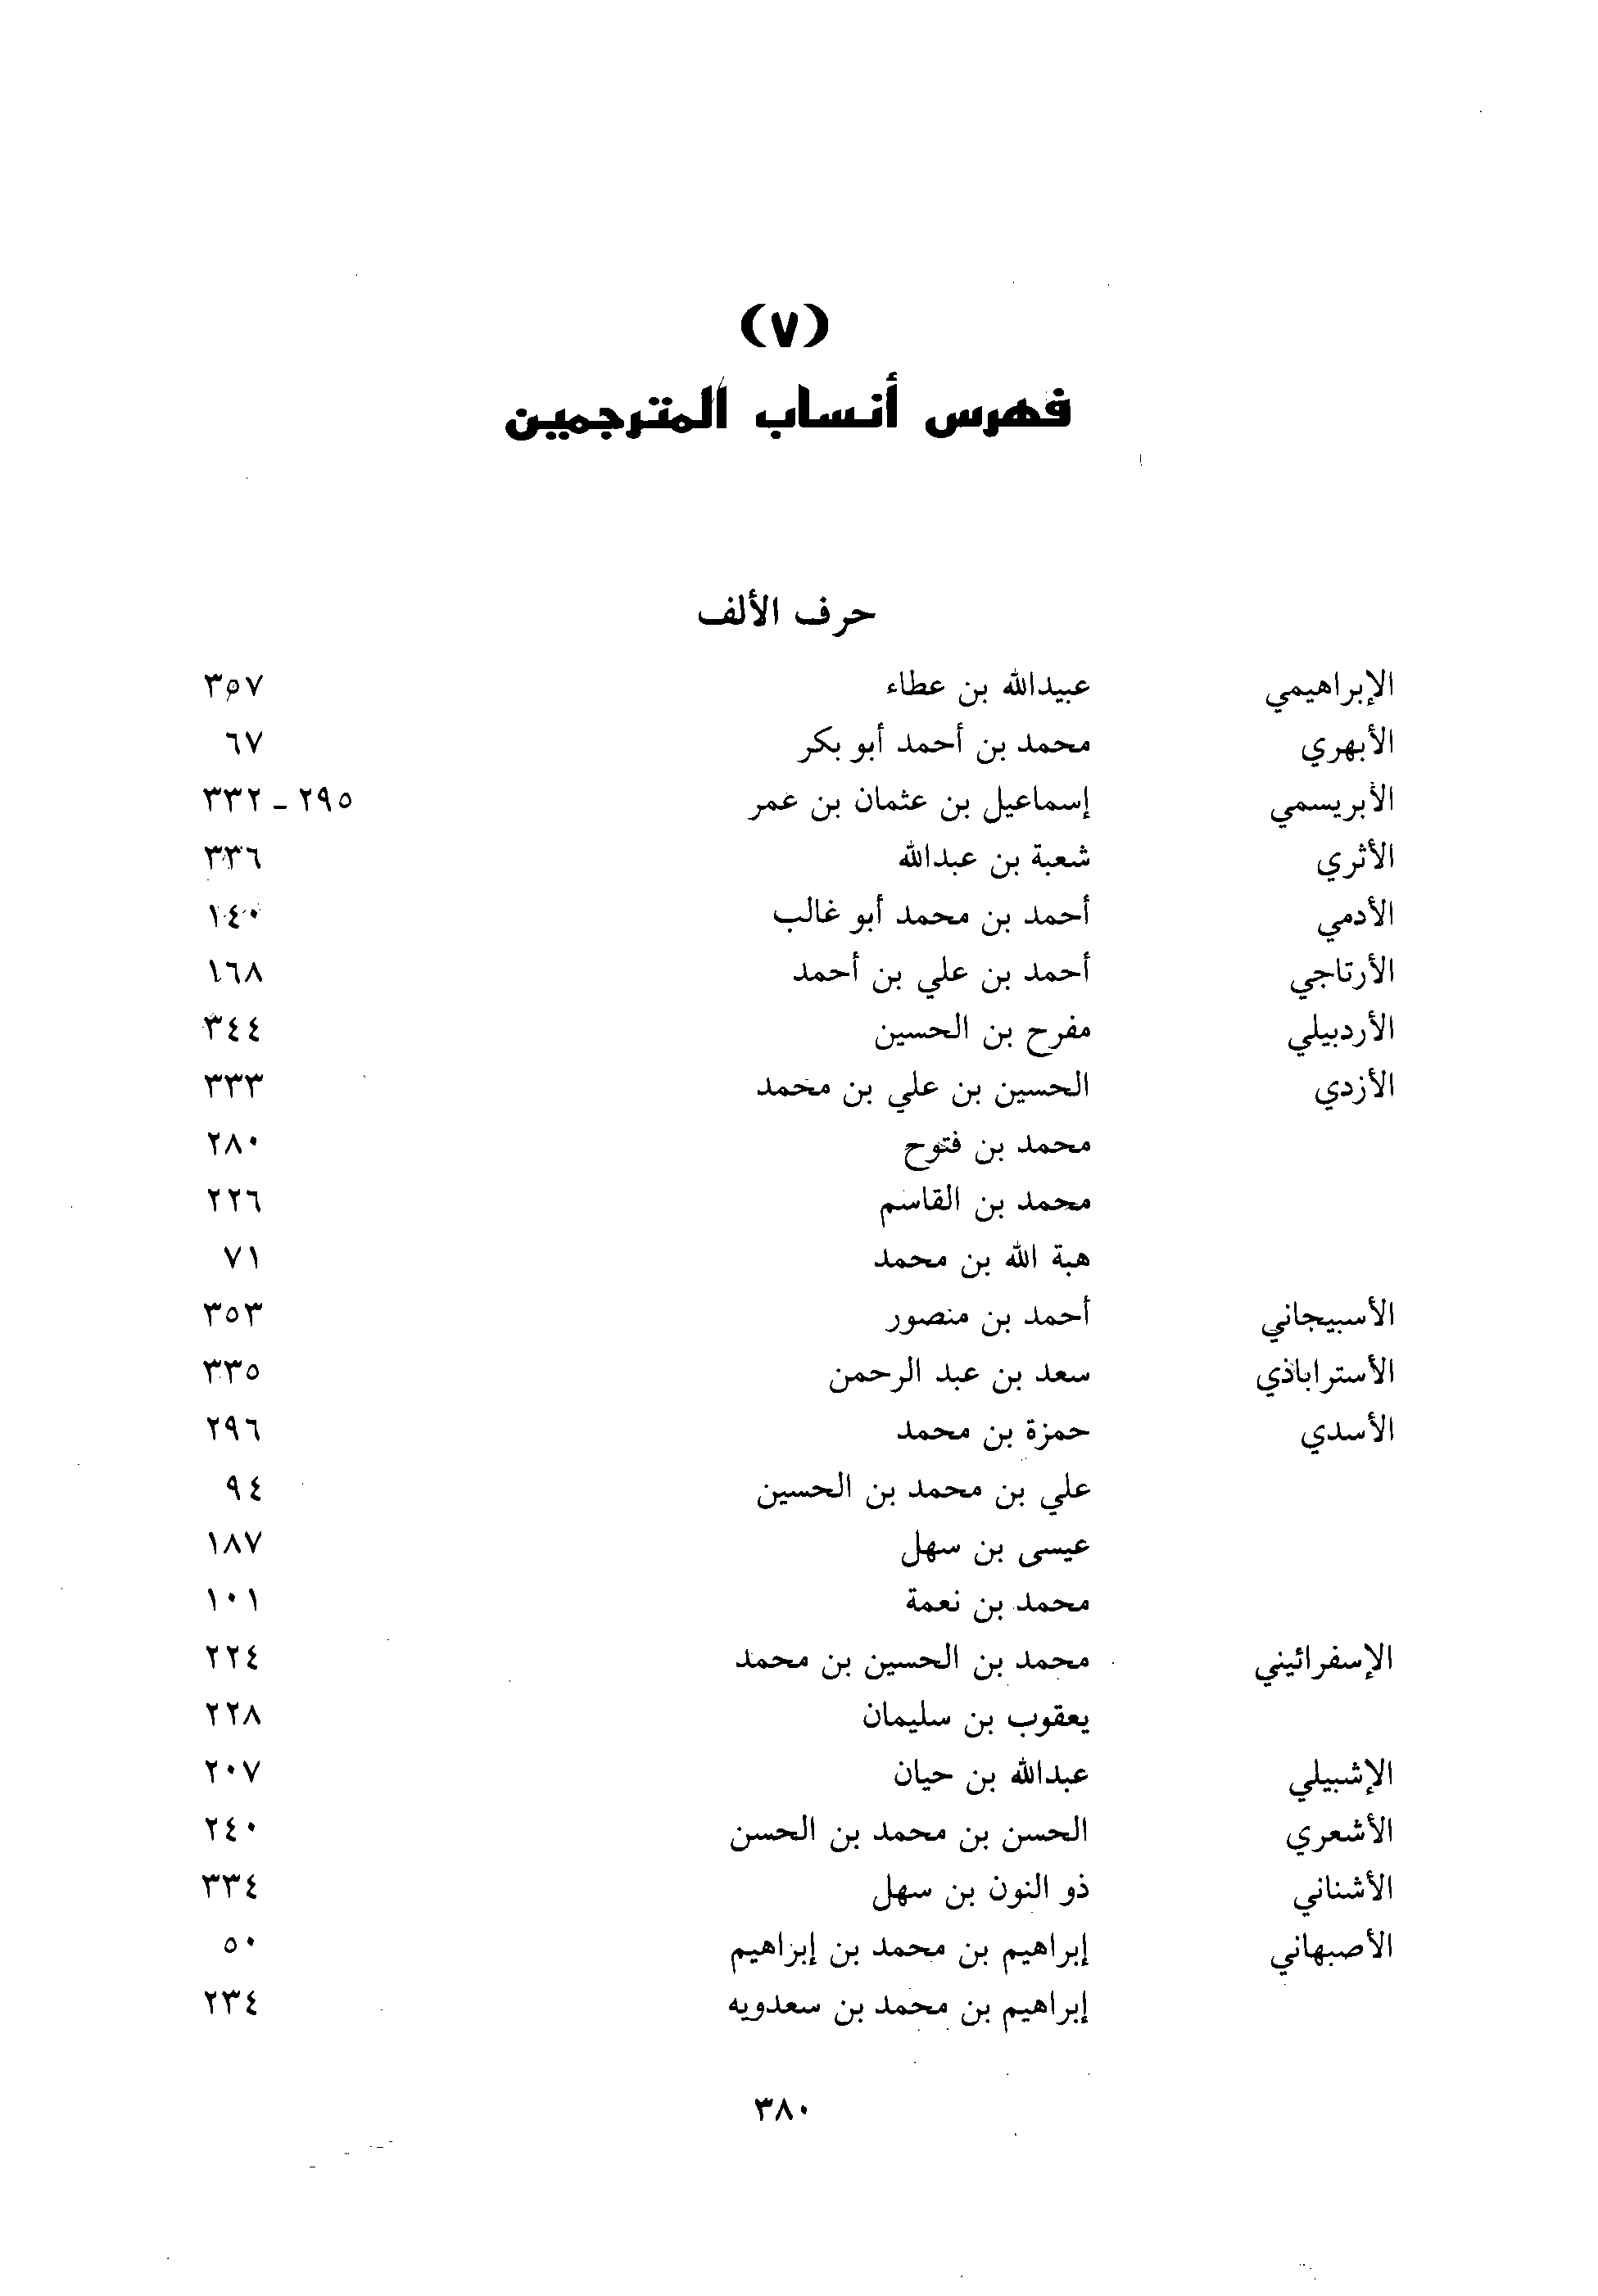 (٧)
فهرس أنساب المترجمين
حرف الألف
الإبراهيمي عبيدالله بن عطاء ٣٥٧
الأبهري محمد بن أحمد أبو بكر ٦٧
الأبريسمي إسماعيل بن عثمان بن عمر ٢٩٥ - ٣٣٢
الأثري شعبة بن عبدالله ٣٣٦
الأدمي أحمد بن محمد أبو غالب ١٤٠
الأرتاجي أحمد بن علي بن أحمد ١٦٨
الأردبيلي مفرح بن الحسين ٣٤٤
الأزدي الحسين بن علي بن محمد ٣٣٣
محمد بن فتوح ٢٨٠
محمد بن القاسم ٢٢٦
هبة الله بن محمد ٧١
الأسبيجاني أحمد بن منصور ٣٥٣
الأستراباذي سعد بن عبد الرحمن ٣٣٥
الأسدي حمزة بن محمد ٢٩٦
علي بن محمد بن الحسين ٩٤
عيسى بن سهل ١٨٧
محمد بن نعمة ١٠١
الإسفرائيني محمد بن الحسين بن محمد ٢٢٤
يعقوب بن سليمان ٢٢٨
الإشبيلي عبدالله بن حيان ٢٠٧
الأشعري الحسن بن محمد بن الحسن ٢٤٠
الأشناني ذو النون بن سهل ٣٣٤
الأصبهاني إبراهيم بن محمد بن إبراهيم ٥٠
إبراهيم بن محمد بن سعدويه ٢٣٤
٣٨٠